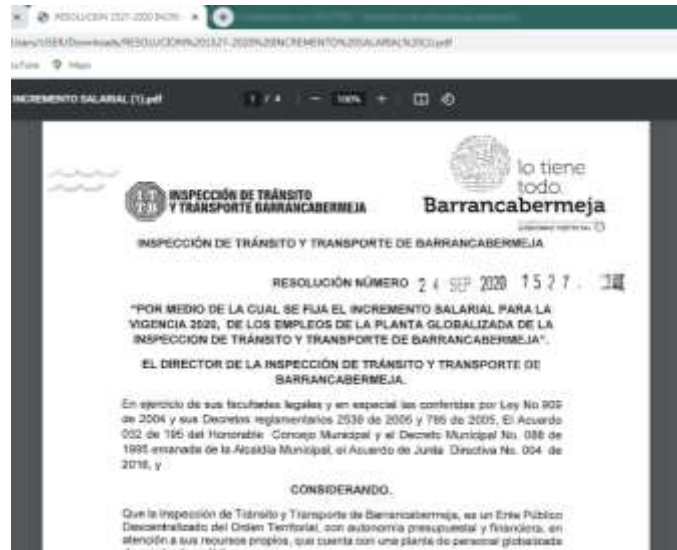 RESOLUCION 1527-2020
INCREMENTO SALARIAL (1).pdf
1 / 4
100%
lo tiene
todo.
Barrancabermeja
INSPECCIÓN DE TRÁNSITO
Y TRANSPORTE BARRANCABERMEJA
INSPECCIÓN DE TRÁNSITO Y TRANSPORTE DE BARRANCABERMEJA
RESOLUCIÓN NÚMERO 24 SEP 2020 1527.
"POR MEDIO DE LA CUAL SE FIJA EL INCREMENTO SALARIAL PARA LA
VIGENCIA 2020, DE LOS EMPLEOS DE LA PLANTA GLOBALIZADA DE LA
INSPECCION DE TRÁNSITO Y TRANSPORTE DE BARRANCABERMEJA".
EL DIRECTOR DE LA INSPECCIÓN DE TRÁNSITO Y TRANSPORTE DE
BARRANCABERMEJA.
En ejercicio de sus facultades legales y en especial las conferidas por Ley No 909
de 2004 y sus Decretos reglamentarios 2539 de 2005 y 785 de 2005, El Acuerdo
032 de 195 del Honorable Concejo Municipal y el Decreto Municipal No. 088 de
1995 emanada de la Alcaldía Municipal, el Acuerdo de Junta Directiva No. 004 de
2016, y
CONSIDERANDO.
Que la Inspección de Tránsito y Transporte de Barrancabermeja, es un Ente Público
Descentralizado del Orden Territorial, con autonomía presupuestal y financiera, en
atención a sus recursos propios, que cuenta con una planta de personal globalizada